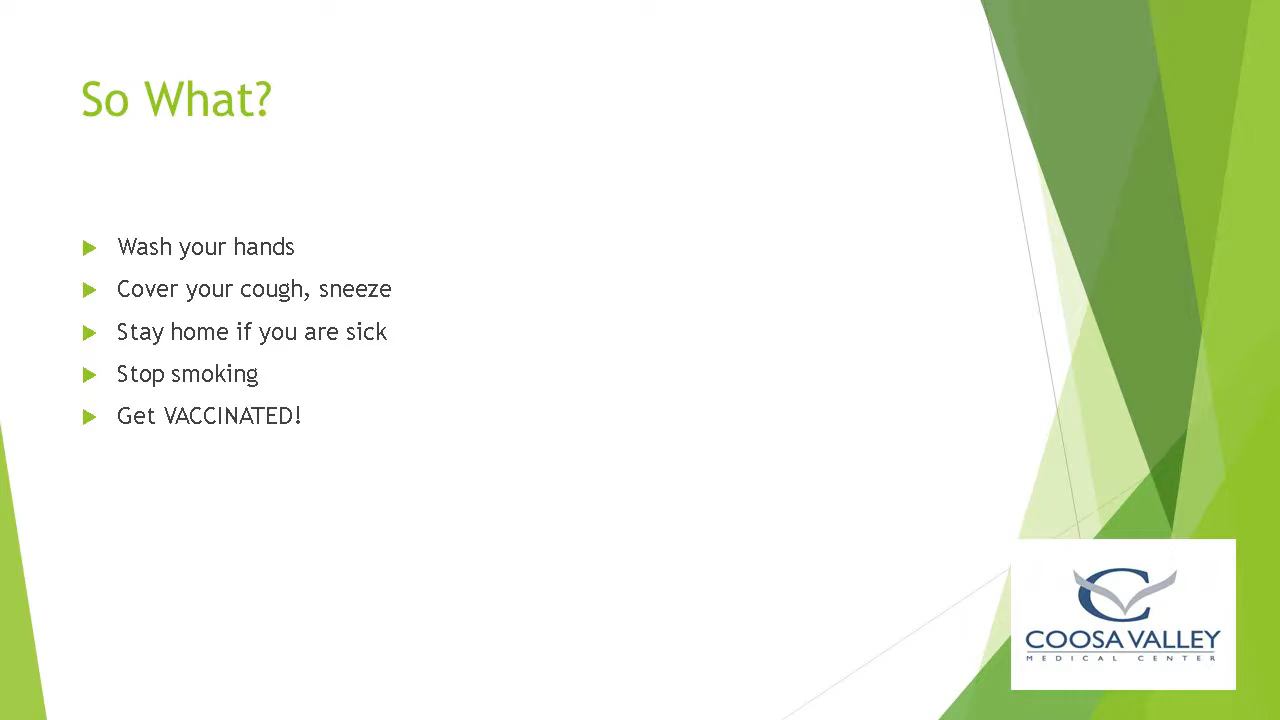 So What?
Wash your hands
Cover your cough, sneeze
Stay home if you are sick
Stop smoking
Get VACCINATED!
COOSA VALLEY
MEDICAL CENTER